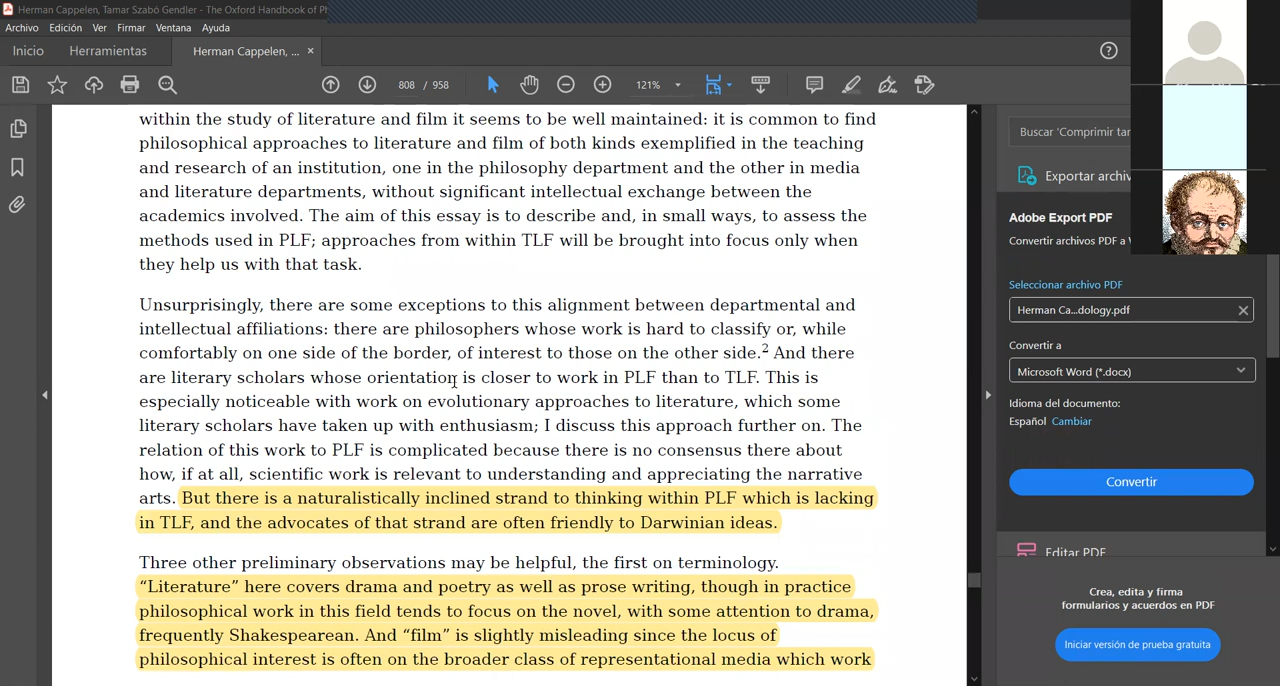 Herman Cappelen, Tamar Szabó Gendler - The Oxford Handbook of Ph
Archivo Edición Ver Firmar Ventana Ayuda
Inicio Herramientas Herman Cappelen, ... ×
808 / 958 121%
within the study of literature and film it seems to be well maintained: it is common to find
philosophical approaches to literature and film of both kinds exemplified in the teaching
and research of an institution, one in the philosophy department and the other in media
and literature departments, without significant intellectual exchange between the
academics involved. The aim of this essay is to describe and, in small ways, to assess the
methods used in PLF; approaches from within TLF will be brought into focus only when
they help us with that task.
Unsurprisingly, there are some exceptions to this alignment between departmental and
intellectual affiliations: there are philosophers whose work is hard to classify or, while
comfortably on one side of the border, of interest to those on the other side.2 And there
are literary scholars whose orientation is closer to work in PLF than to TLF. This is
especially noticeable with work on evolutionary approaches to literature, which some
literary scholars have taken up with enthusiasm; I discuss this approach further on. The
relation of this work to PLF is complicated because there is no consensus there about
how, if at all, scientific work is relevant to understanding and appreciating the narrative
arts. But there is a naturalistically inclined strand to thinking within PLF which is lacking
in TLF, and the advocates of that strand are often friendly to Darwinian ideas.
Three other preliminary observations may be helpful, the first on terminology.
“Literature” here covers drama and poetry as well as prose writing, though in practice
philosophical work in this field tends to focus on the novel, with some attention to drama,
frequently Shakespearean. And “film” is slightly misleading since the locus of
philosophical interest is often on the broader class of representational media which work
Buscar 'Comprimir tar
Exportar archiv
Adobe Export PDF
Convertir archivos PDF a
Seleccionar archivo PDF
Herman Ca...dology.pdf
Convertir a
Microsoft Word (*.docx)
Idioma del documento:
Español Cambiar
Convertir
Editar PDF
Crea, edita y firma
formularios y acuerdos en PDF
Iniciar versión de prueba gratuita